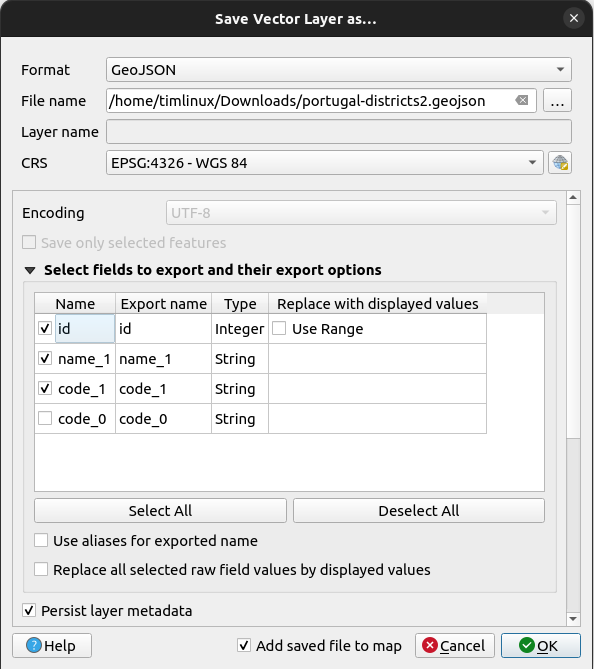 Save Vector Layer as…
Format GeoJSON
File name /home/timlinux/Downloads/portugal-districts2.geojson …
Layer name
CRS EPSG:4326 - WGS 84
Encoding UTF-8
Save only selected features
Select fields to export and their export options
Name Export name Type Replace with displayed values
id id Integer Use Range
name_1 name_1 String
code_1 code_1 String
code_0 code_0 String
Select All Deselect All
Use aliases for exported name
Replace all selected raw field values by displayed values
Persist layer metadata
Help Add saved file to map Cancel OK